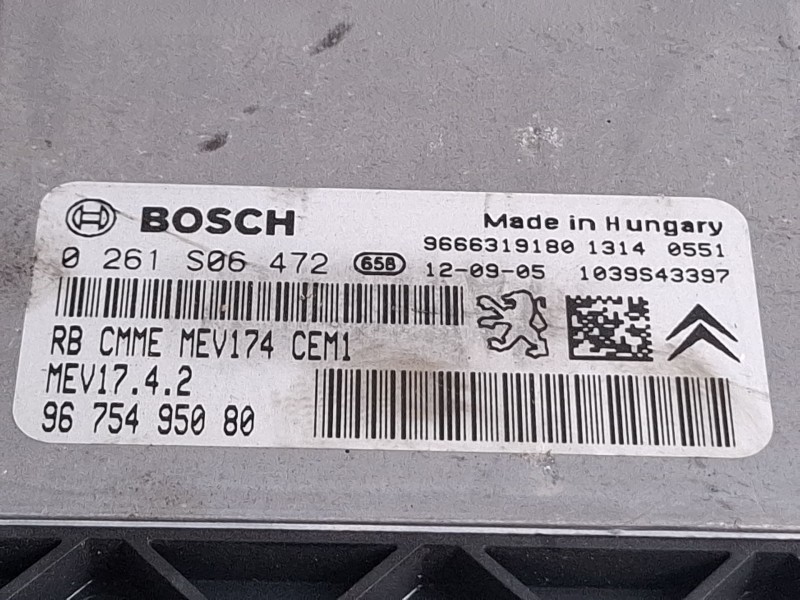 BOSCH
Made in Hungary
9666319180 1314 0551
0 261 S06 472 658 12-09-05 1039S43397
RB CMME MEV174 CEM1
MEV17.4.2
96 754 950 80